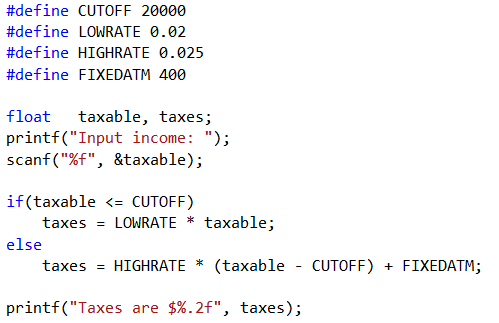 #define CUTOFF 20000
#define LOWRATE 0.02
#define HIGHRATE 0.025
#define FIXEDATM 400
float   taxable, taxes;
printf("Input income: ");
scanf("%f", &taxable);
if(taxable <= CUTOFF)
    taxes = LOWRATE * taxable;
else
    taxes = HIGHRATE * (taxable - CUTOFF) + FIXEDATM;
printf("Taxes are $%.2f", taxes);